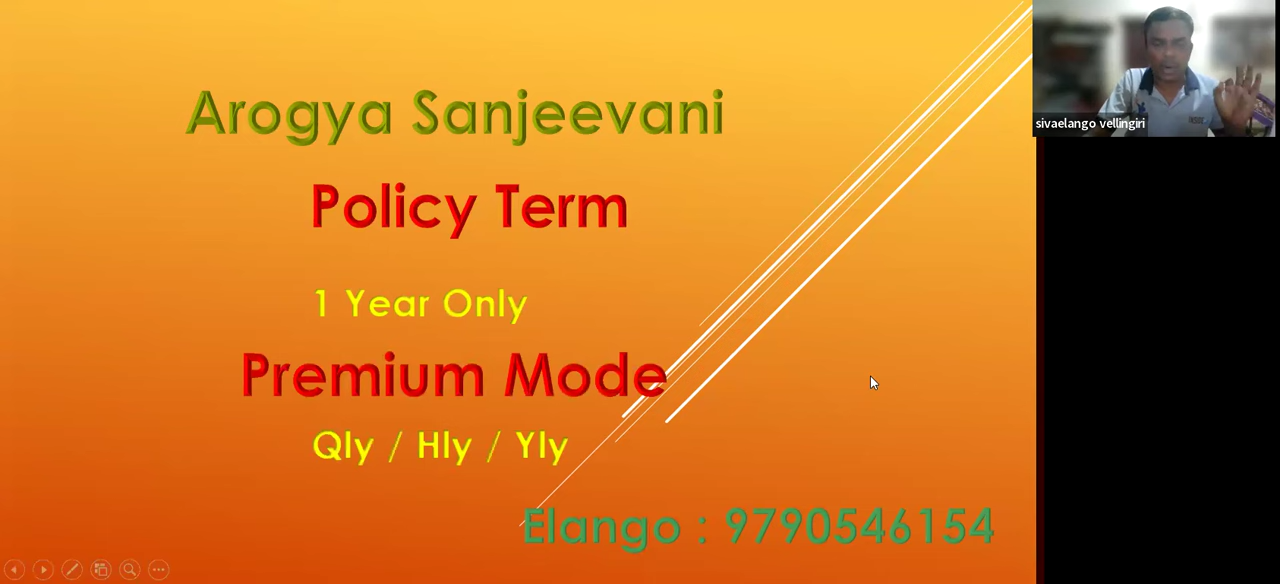 Arogya Sanjeevani
Policy Term
1 Year Only
Premium Mode
Qly / Hly / Yly
Elango : 9790546154
sivaelango vellingiri